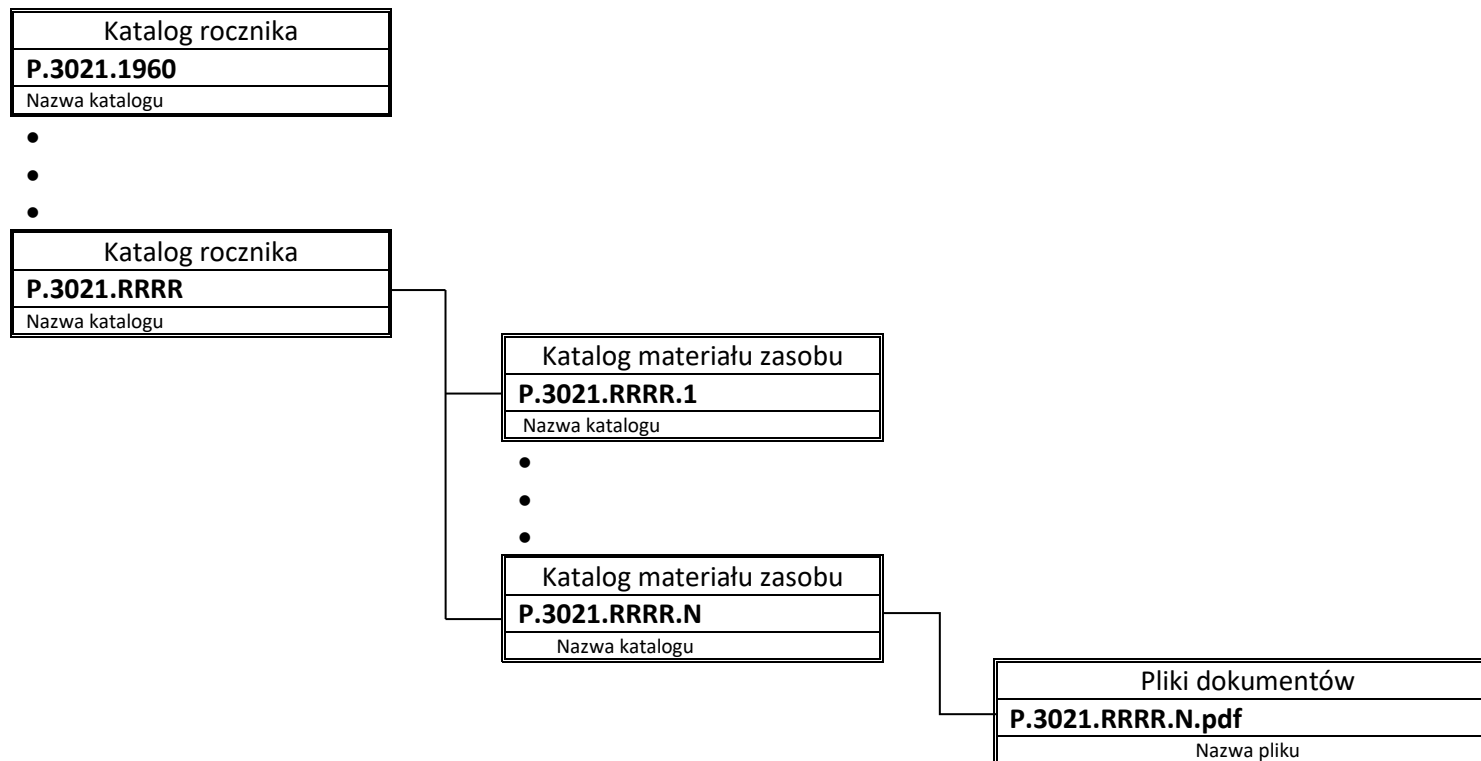 Katalog rocznika
P.3021.1960
Nazwa katalogu
•
•
•
Katalog rocznika
P.3021.RRRR
Nazwa katalogu
Katalog materiału zasobu
P.3021.RRRR.1
Nazwa katalogu
•
•
•
Katalog materiału zasobu
P.3021.RRRR.N
Nazwa katalogu
Pliki dokumentów
P.3021.RRRR.N.pdf
Nazwa pliku